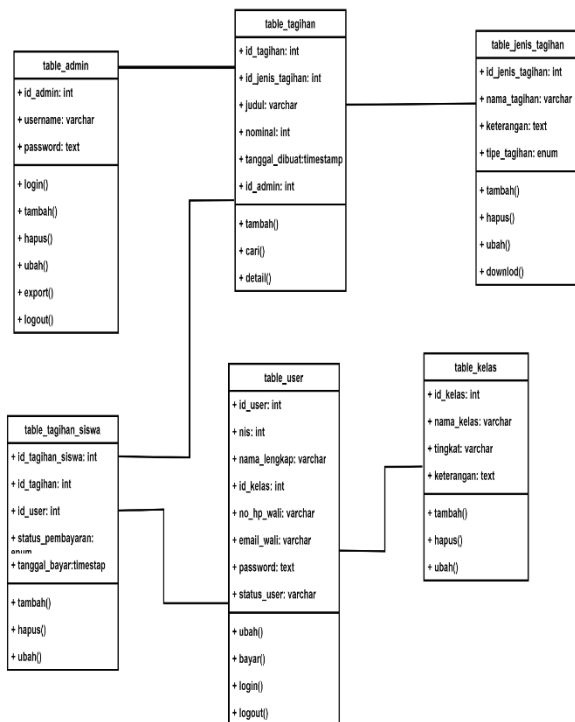 table_admin
+ id_admin: int
+ username: varchar
+ password: text
+ login()
+ tambah()
+ hapus()
+ ubah()
+ export()
+ logout()
table_tagihan
+ id_tagihan: int
+ id_jenis_tagihan: int
+ judul: varchar
+ nominal: int
+ tanggal_dibuat:timestamp
+ id_admin: int
+ tambah()
+ cari()
+ detail()
table_jenis_tagihan
+ id_jenis_tagihan: int
+ nama_tagihan: varchar
+ keterangan: text
+ tipe_tagihan: enum
+ tambah()
+ hapus()
+ ubah()
+ downlod()
table_tagihan_siswa
+ id_tagihan_siswa: int
+ id_tagihan: int
+ id_user: int
+ status_pembayaran:
enum
+ tanggal_bayar:timestap
+ tambah()
+ hapus()
+ ubah()
table_user
+ id_user: int
+ nis: int
+ nama_lengkap: varchar
+ id_kelas: int
+ no_hp_wali: varchar
+ email_wali: varchar
+ password: text
+ status_user: varchar
+ ubah()
+ bayar()
+ login()
+ logout()
table_kelas
+ id_kelas: int
+ nama_kelas: varchar
+ tingkat: varchar
+ keterangan: text
+ tambah()
+ hapus()
+ ubah()